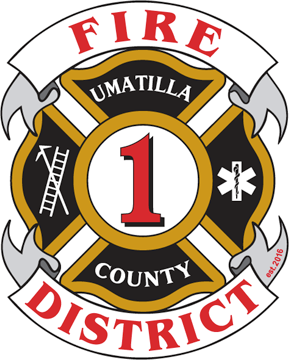 FIRE
UMATILLA
1
COUNTY
DISTRICT
est. 2016